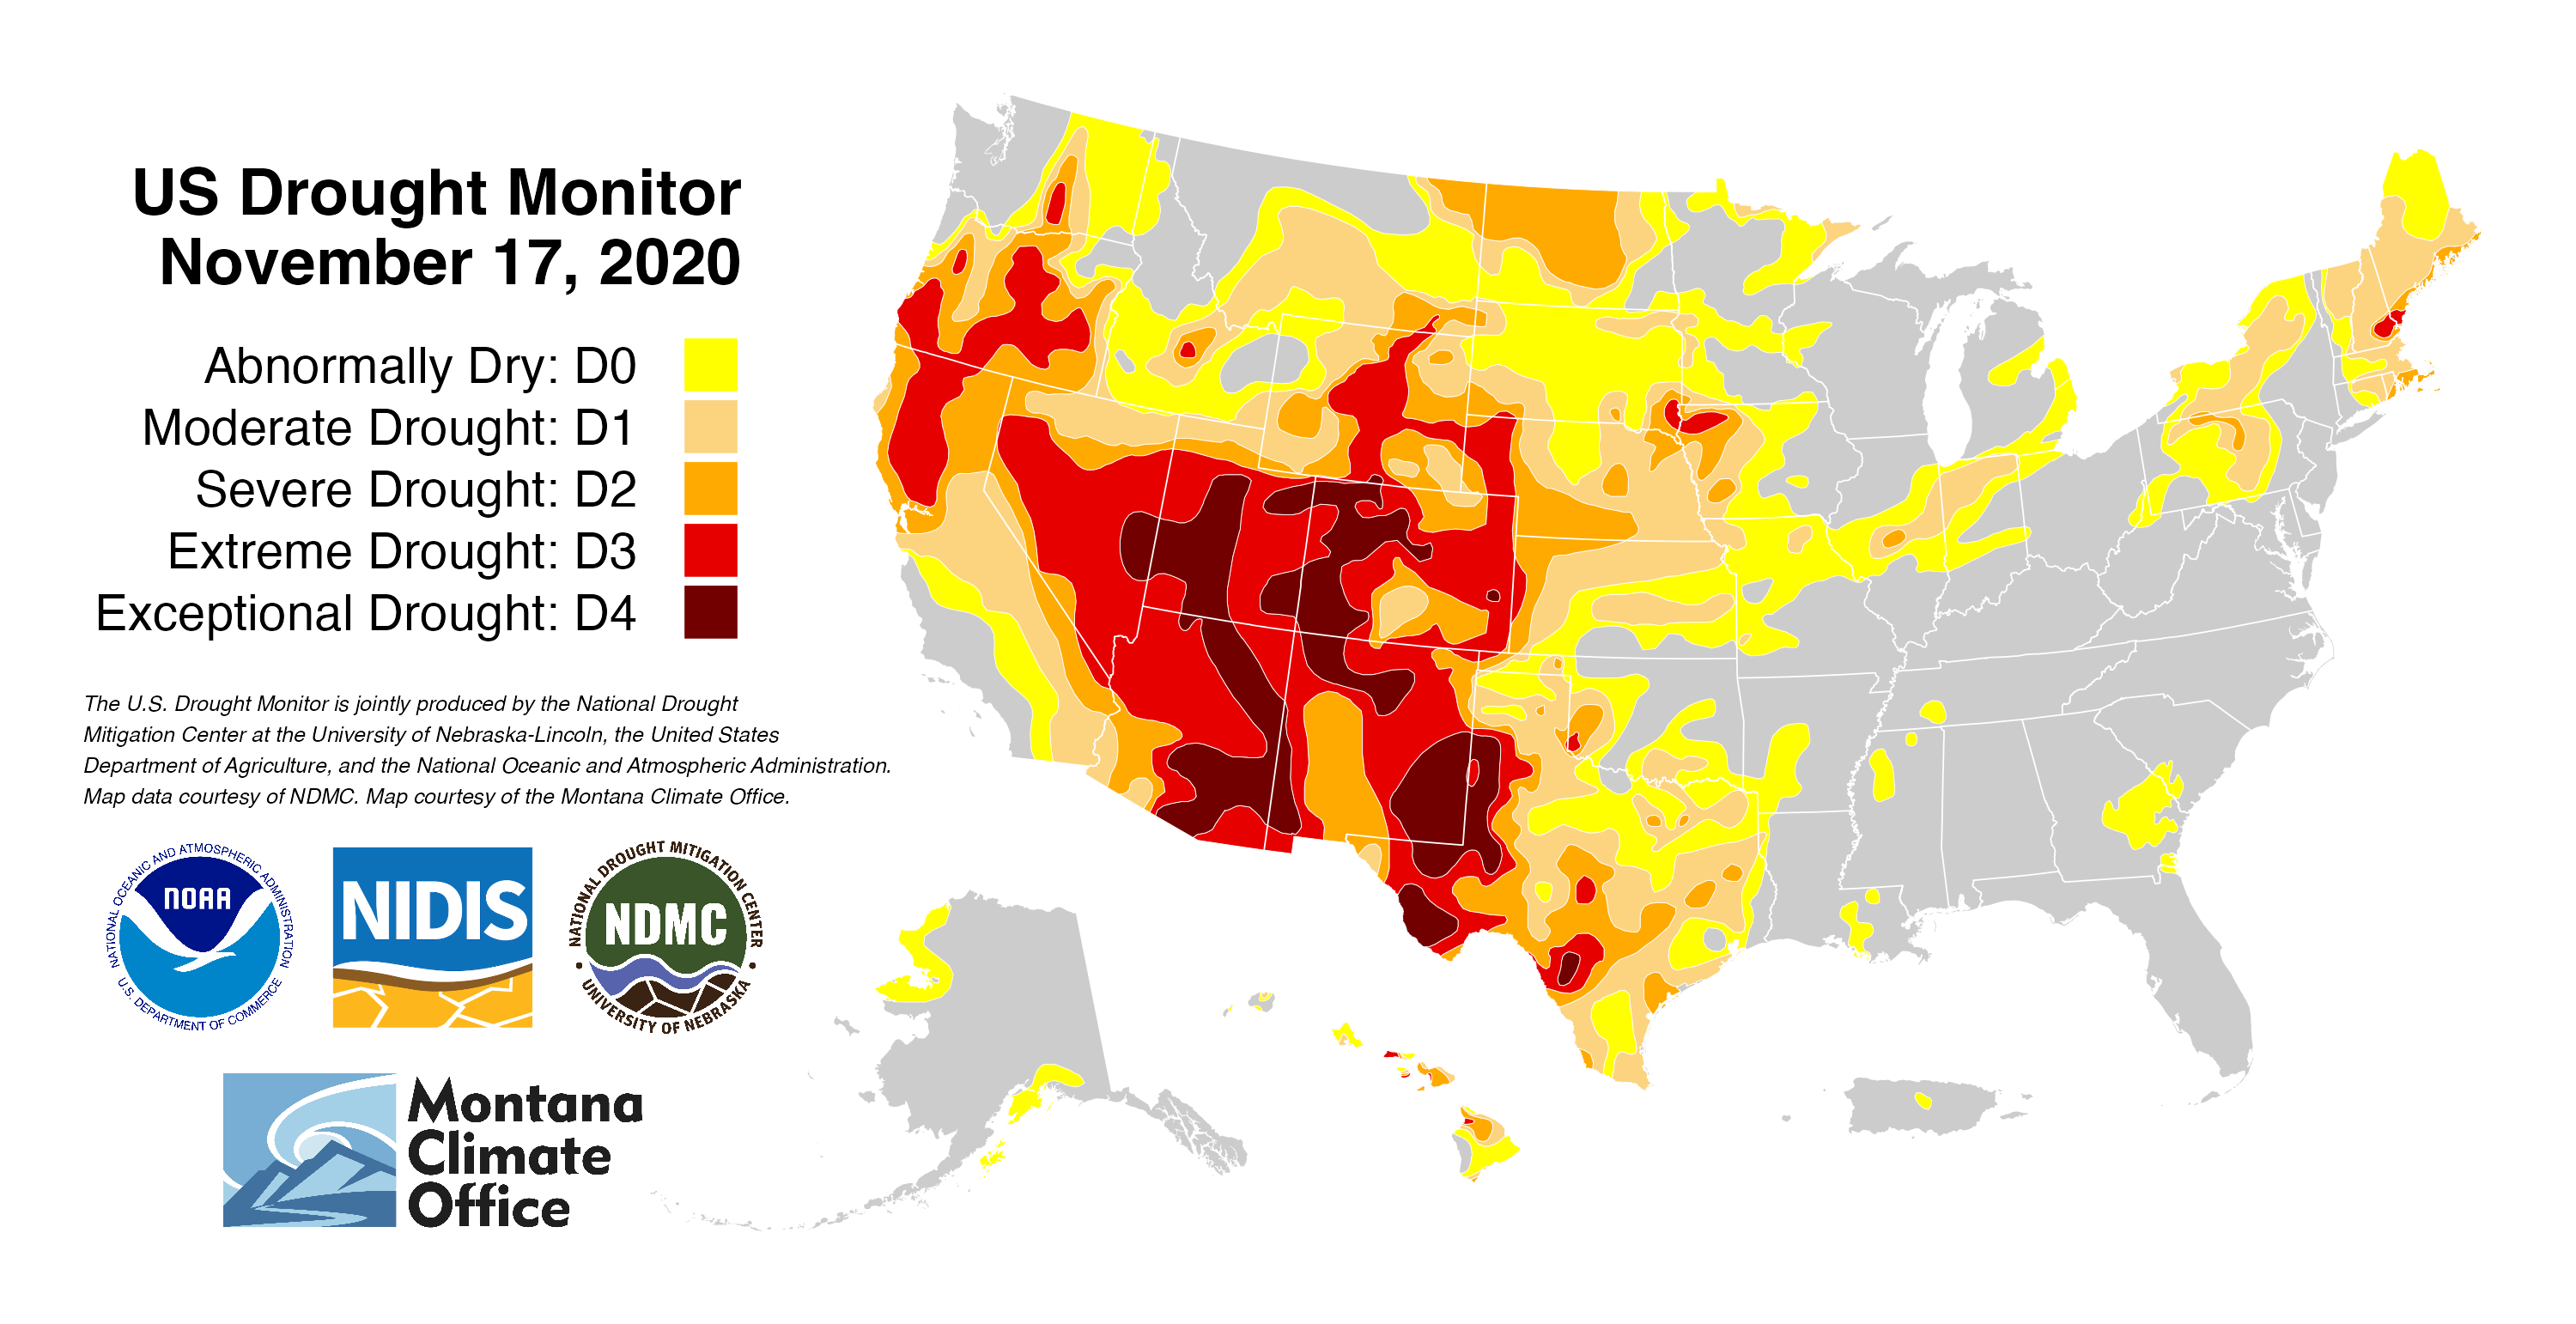 US Drought Monitor
November 17, 2020
Abnormally Dry: D0
Moderate Drought: D1
Severe Drought: D2
Extreme Drought: D3
Exceptional Drought: D4
The U.S. Drought Monitor is jointly produced by the National Drought
Mitigation Center at the University of Nebraska-Lincoln, the United States
Department of Agriculture, and the National Oceanic and Atmospheric Administration.
Map data courtesy of NDMC. Map courtesy of the Montana Climate Office.
NATIONAL OCEANIC AND ATMOSPHERIC ADMINISTRATION
NOAA
U.S. DEPARTMENT OF COMMERCE
NIDIS
NATIONAL DROUGHT MITIGATION CENTER
NDMC
UNIVERSITY OF NEBRASKA
Montana
Climate
Office